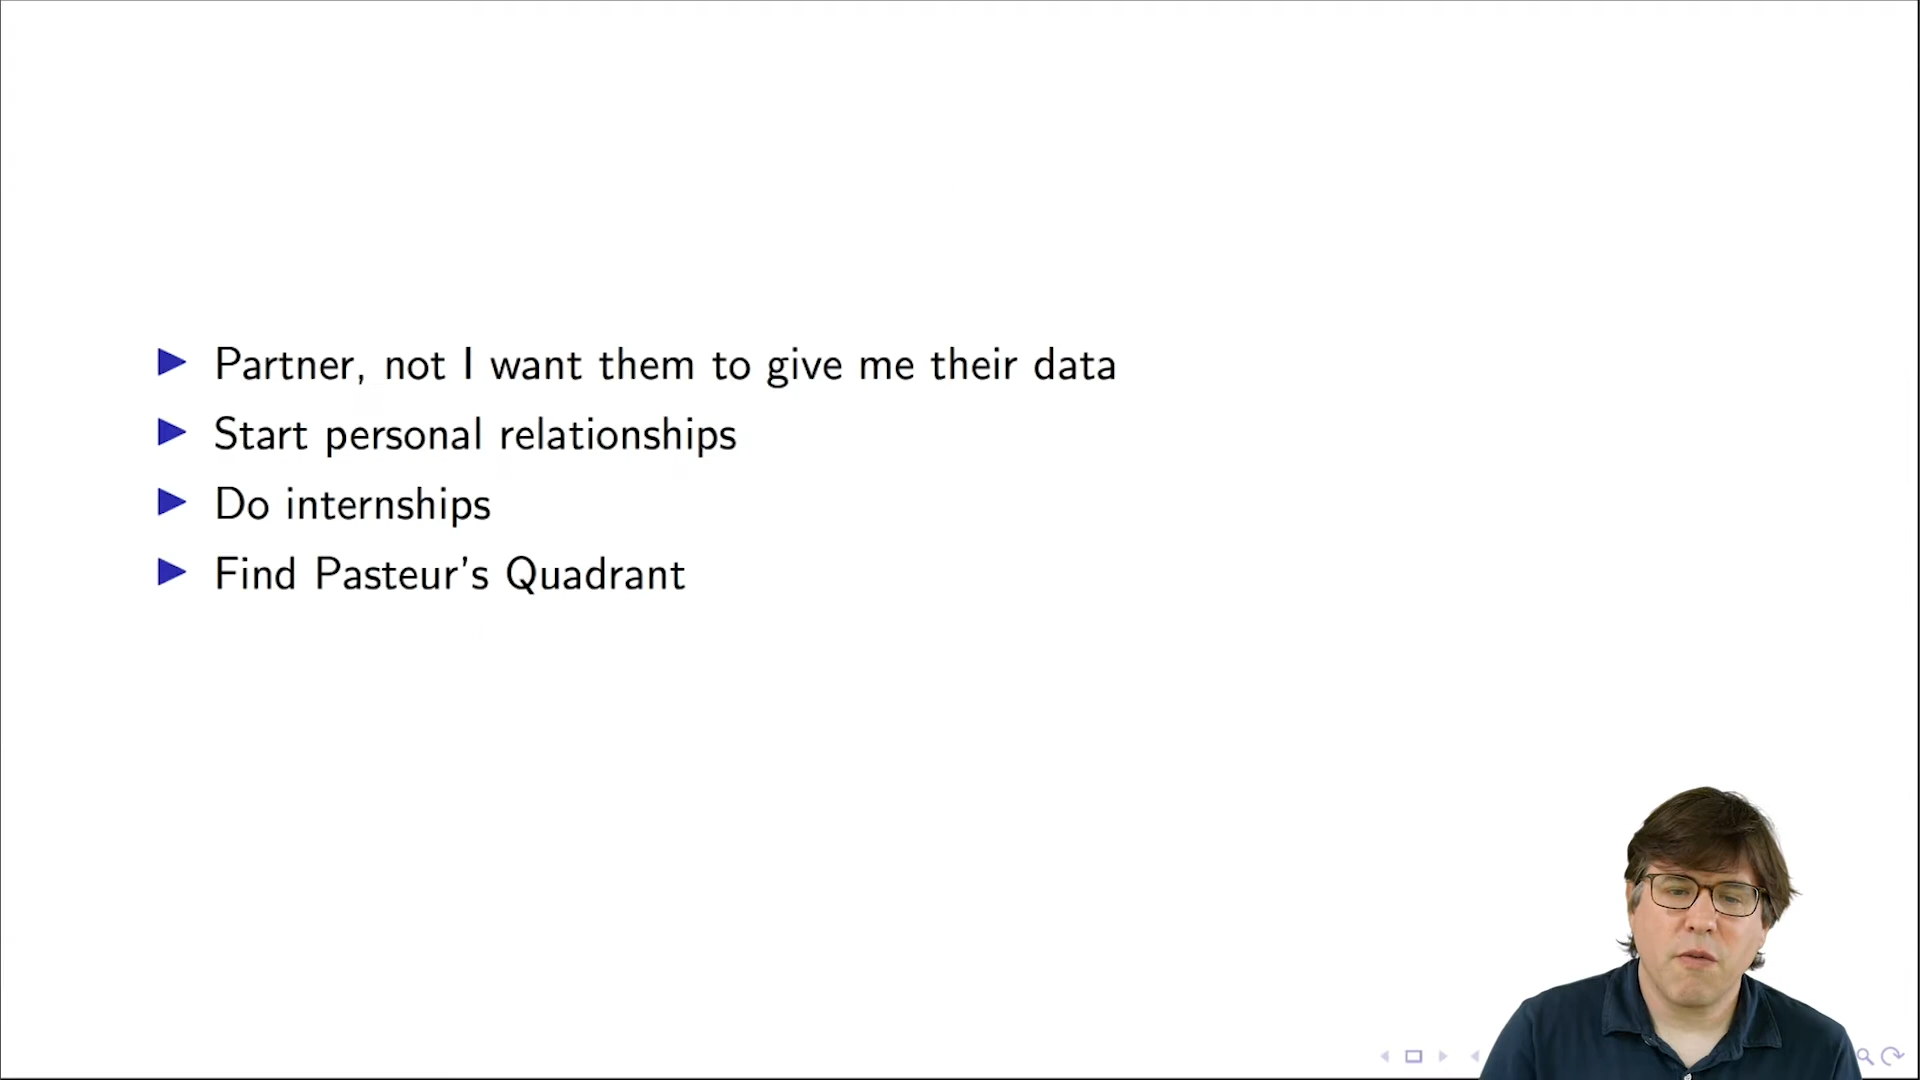 Partner, not I want them to give me their data
Start personal relationships
Do internships
Find Pasteur's Quadrant